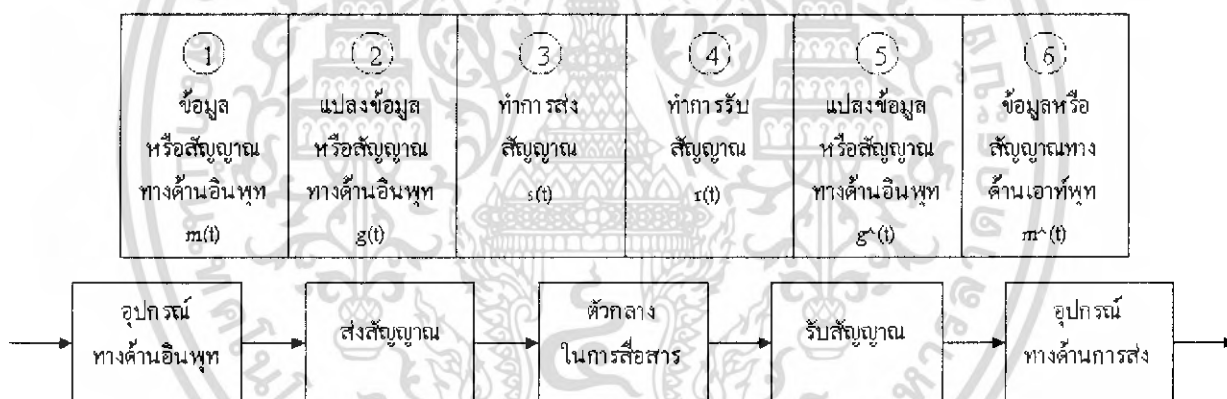 1
ข้อมูล
หรือสัญญาณ
ทางด้านอินพุท
m(t)
2
แปลงข้อมูล
หรือสัญญาณ
ทางด้านอินพุท
g(t)
3
ทำการส่ง
สัญญาณ
s(t)
4
ทำการรับ
สัญญาณ
r(t)
5
แปลงข้อมูล
หรือสัญญาณ
ทางด้านอินพุท
g^(t)
6
ข้อมูลหรือ
สัญญาณทาง
ด้านเอาท์พุท
m^(t)
อุปกรณ์
ทางด้านอินพุท
ส่งสัญญาณ
ตัวกลาง
ในการสื่อสาร
รับสัญญาณ
อุปกรณ์
ทางด้านการส่ง